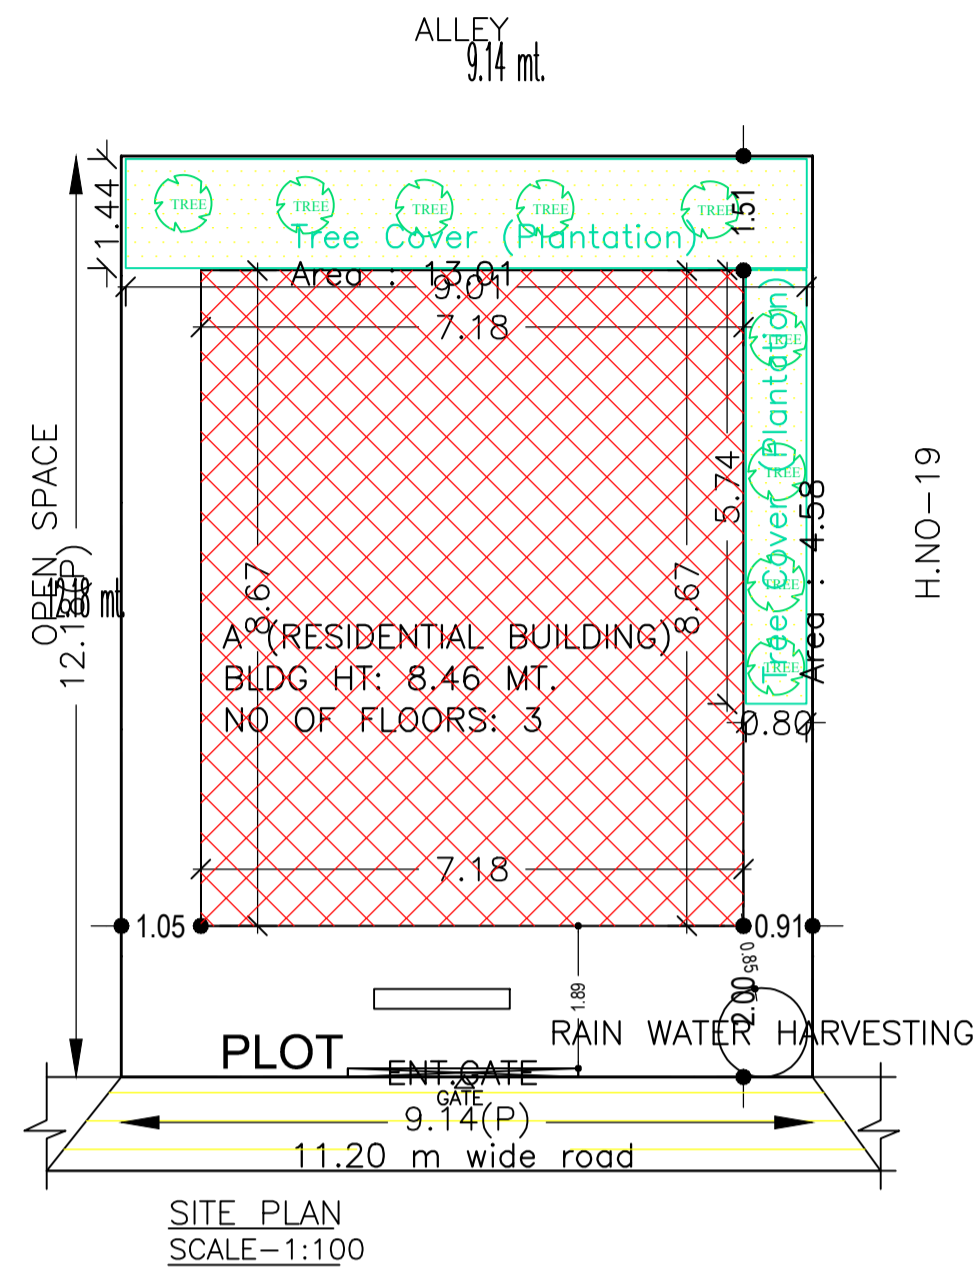 ALLEY
9.14 mt.
1.44
TREE
TREE
TREE
TREE
TREE
1.51
Tree Cover (Plantation)
Area : 13.01
9.01
7.18
TREE
TREE
TREE
TREE
Tree Cover (Plantation)
Area : 4.58
5.74
0.80
8.67
8.67
OPEN SPACE
12.18(P)
H.NO-19
A (RESIDENTIAL BUILDING)
BLDG HT: 8.46 MT.
NO OF FLOORS: 3
7.18
1.05
0.91
0.85
2.00
1.89
RAIN WATER HARVESTING
PLOT
ENT.GATE
GATE
9.14(P)
11.20 m wide road
SITE PLAN
SCALE-1:100